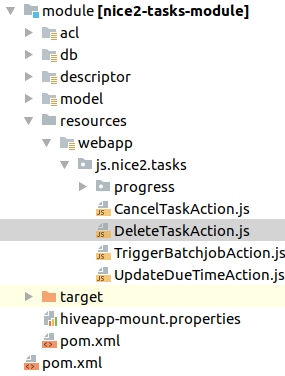 module [nice2-tasks-module]
acl
db
descriptor
model
resources
webapp
js.nice2.tasks
progress
CancelTaskAction.js
DeleteTaskAction.js
TriggerBatchjobAction.js
UpdateDueTimeAction.js
target
hiveapp-mount.properties
pom.xml
pom.xml